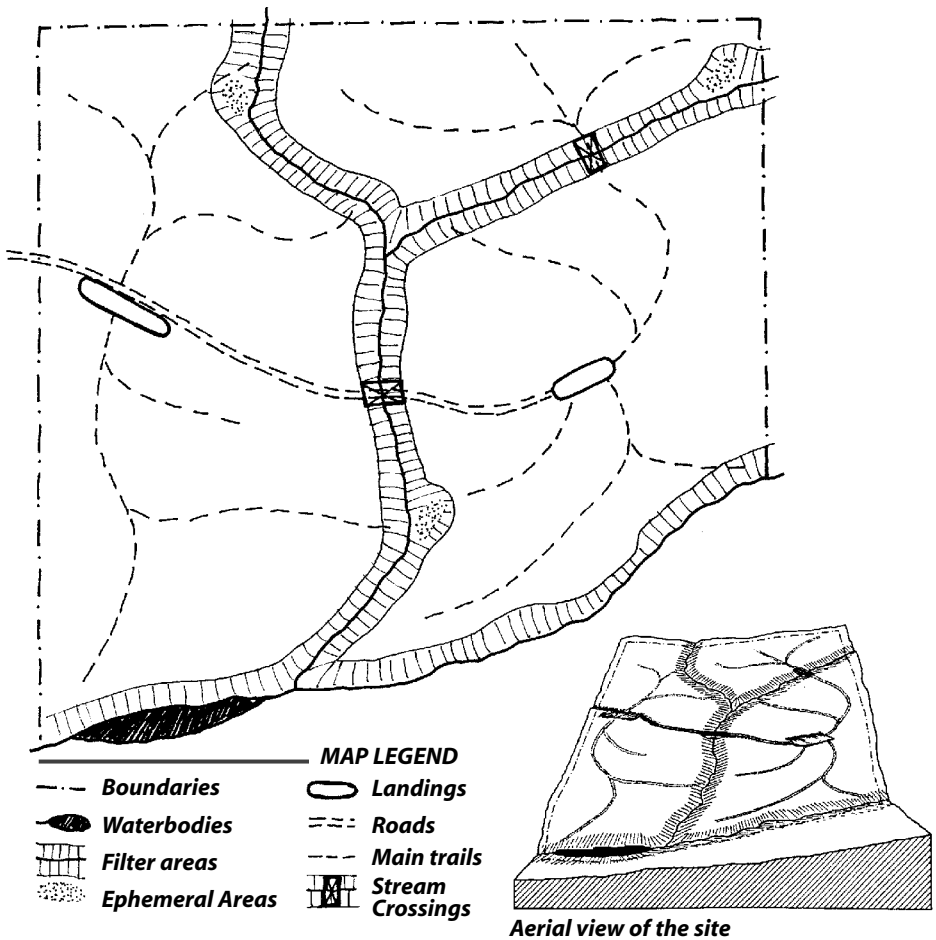 MAP LEGEND
Boundaries
Landings
Waterbodies
Roads
Filter areas
Main trails
Ephemeral Areas
Stream
Crossings
Aerial view of the site